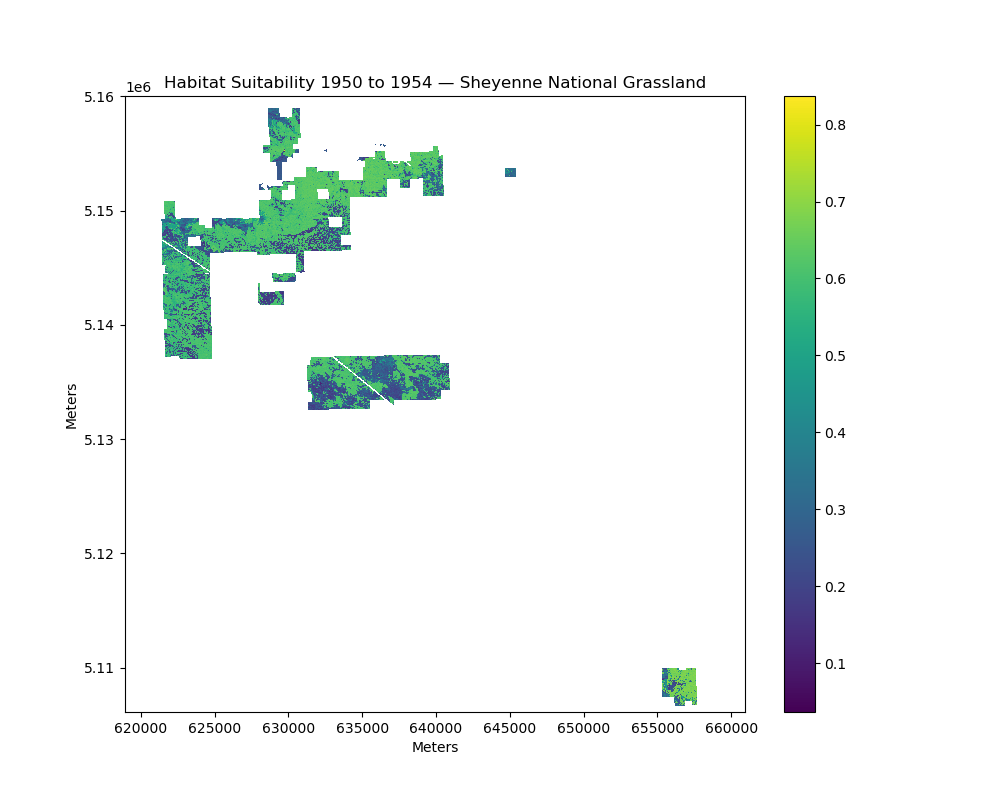 Habitat Suitability 1950 to 1954 — Sheyenne National Grassland
1e6
5.16
5.15
5.14
5.13
5.12
5.11
Meters
620000 625000 630000 635000 640000 645000 650000 655000 660000
Meters
0.8
0.7
0.6
0.5
0.4
0.3
0.2
0.1